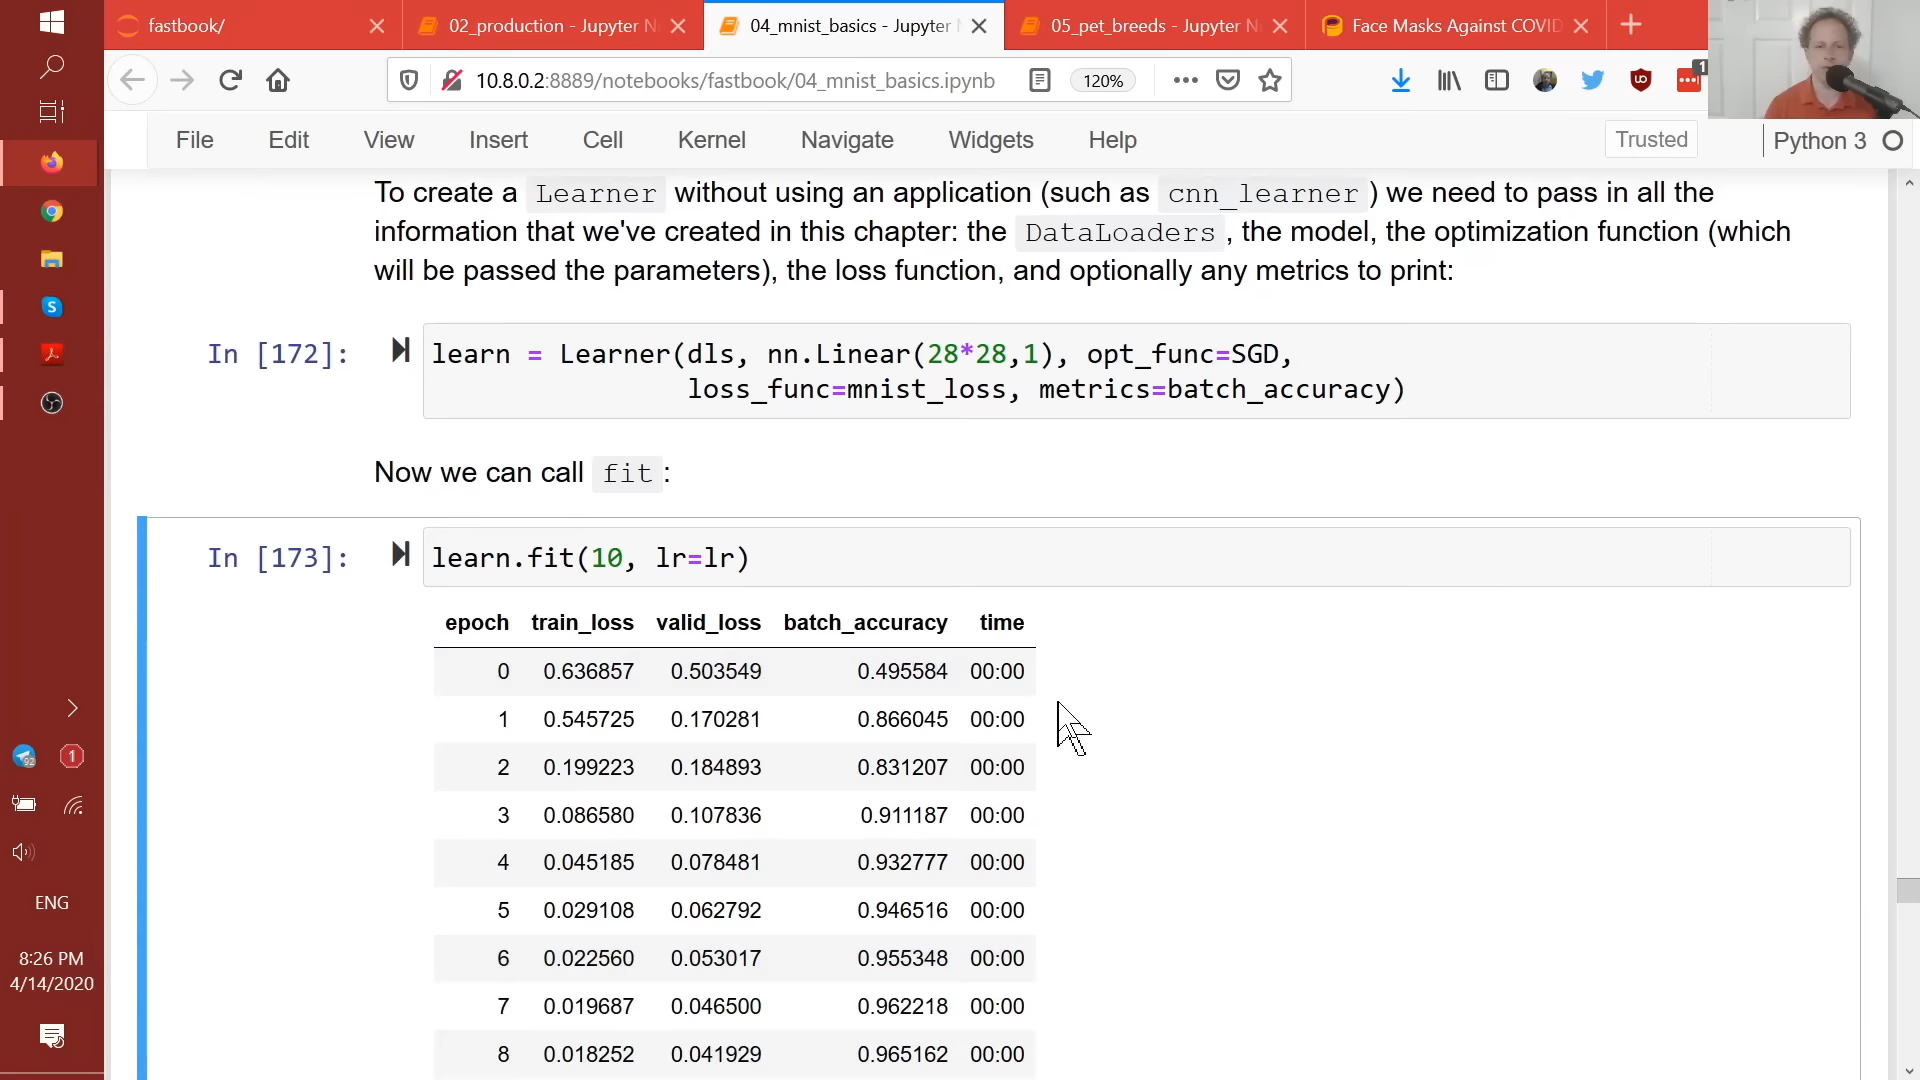 fastbook/
02_production - Jupyter N
04_mnist_basics - Jupyter N
05_pet_breeds - Jupyter N
Face Masks Against COVID
10.8.0.2:8889/notebooks/fastbook/04_mnist_basics.ipynb
120%
1
File Edit View Insert Cell Kernel Navigate Widgets Help
Trusted
Python 3
To create a Learner without using an application (such as cnn_learner ) we need to pass in all the
information that we've created in this chapter: the DataLoaders , the model, the optimization function (which
will be passed the parameters), the loss function, and optionally any metrics to print:
In [172]:
learn = Learner(dls, nn.Linear(28*28,1), opt_func=SGD,
loss_func=mnist_loss, metrics=batch_accuracy)
Now we can call fit :
In [173]:
learn.fit(10, lr=lr)
epoch train_loss valid_loss batch_accuracy time
0 0.636857 0.503549 0.495584 00:00
1 0.545725 0.170281 0.866045 00:00
2 0.199223 0.184893 0.831207 00:00
3 0.086580 0.107836 0.911187 00:00
4 0.045185 0.078481 0.932777 00:00
5 0.029108 0.062792 0.946516 00:00
6 0.022560 0.053017 0.955348 00:00
7 0.019687 0.046500 0.962218 00:00
8 0.018252 0.041929 0.965162 00:00
92
1
ENG
8:26 PM
4/14/2020